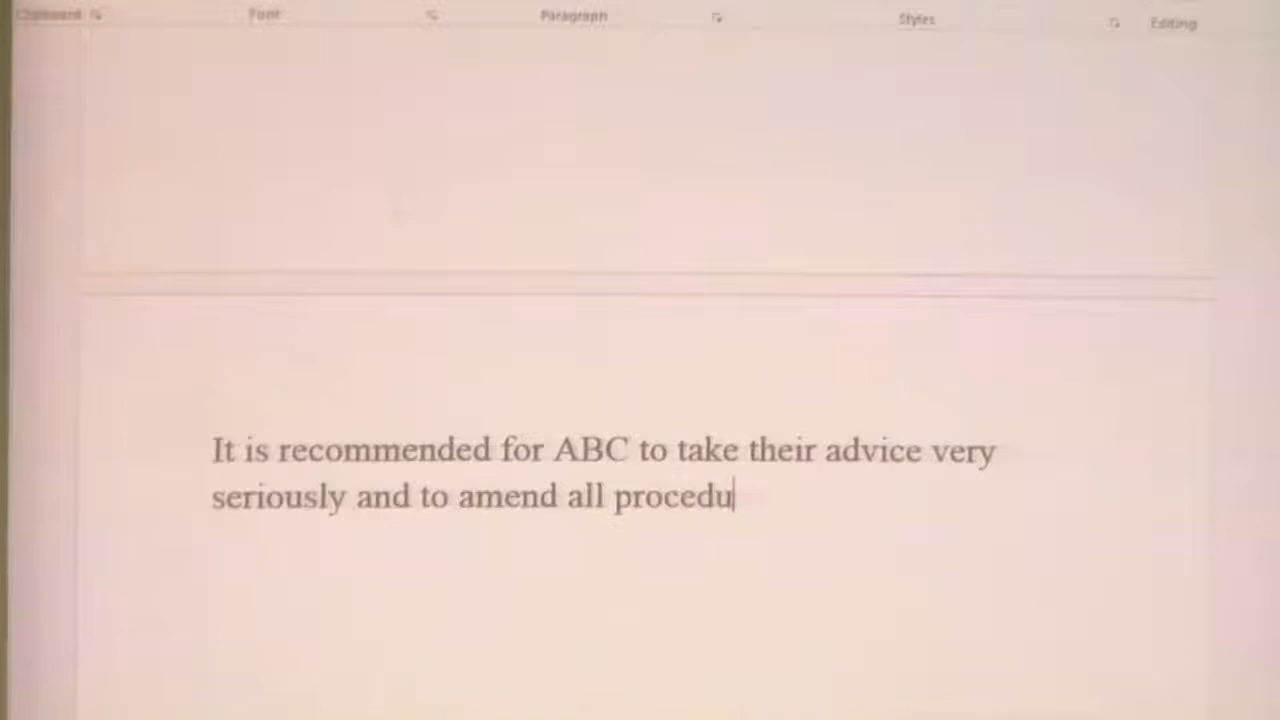 Clipboard Font Paragraph Styles Editing
It is recommended for ABC to take their advice very
seriously and to amend all procedu